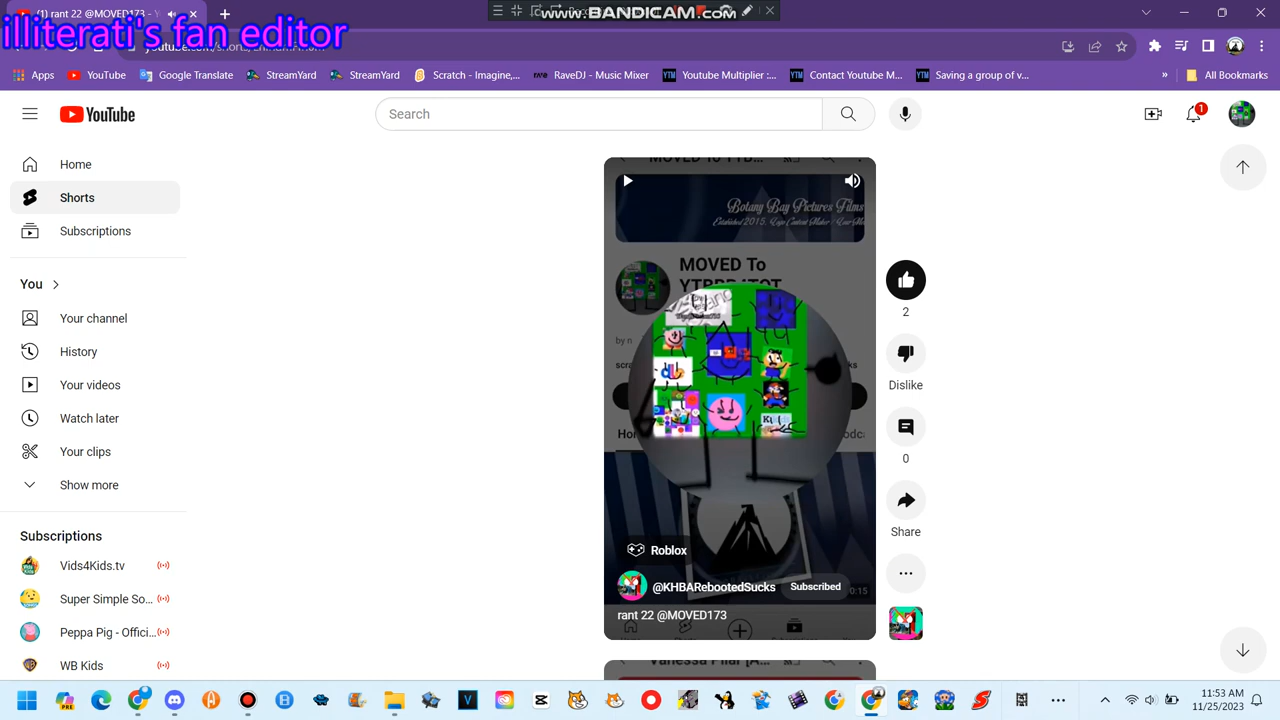 (1) rant 22 @MOVED173 - Y
www.BANDICAM.com
illiterati's fan editor
Apps
YouTube
Google Translate
StreamYard
StreamYard
Scratch - Imagine,...
RaveDJ - Music Mixer
Youtube Multiplier :...
Contact Youtube M...
Saving a group of v...
»
All Bookmarks
YouTube
Search
1
Home
Shorts
Subscriptions
You
Your channel
History
Your videos
Watch later
Your clips
Show more
Subscriptions
Vids4Kids.tv
Super Simple So...
Peppa Pig - Offici...
WB Kids
Botany Bay Pictures Films
MOVED To
by n
Roblox
@KHBARebootedSucks
Subscribed
0:15
rant 22 @MOVED173
2
Dislike
0
Share
11:53 AM
11/25/2023